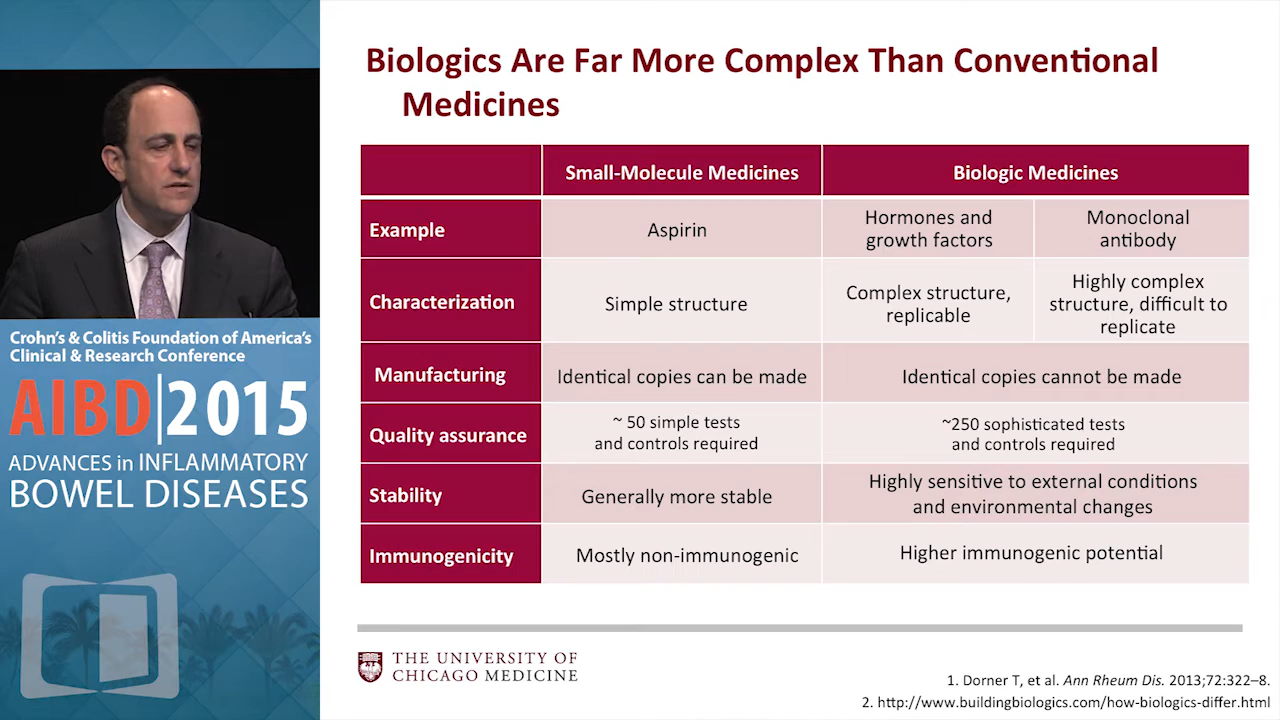 Biologics Are Far More Complex Than Conventional
Medicines
Small-Molecule Medicines
Biologic Medicines
Example
Aspirin
Hormones and
growth factors
Monoclonal
antibody
Characterization
Simple structure
Complex structure,
replicable
Highly complex
structure, difficult to
replicate
Manufacturing
Identical copies can be made
Identical copies cannot be made
Quality assurance
~ 50 simple tests
and controls required
~250 sophisticated tests
and controls required
Stability
Generally more stable
Highly sensitive to external conditions
and environmental changes
Immunogenicity
Mostly non-immunogenic
Higher immunogenic potential
THE UNIVERSITY OF
CHICAGO MEDICINE
1. Dorner T, et al. Ann Rheum Dis. 2013;72:322–8.
2. http://www.buildingbiologics.com/how-biologics-differ.html
Crohn's & Colitis Foundation of America's
Clinical & Research Conference
AIBD|2015
ADVANCES in INFLAMMATORY
BOWEL DISEASES